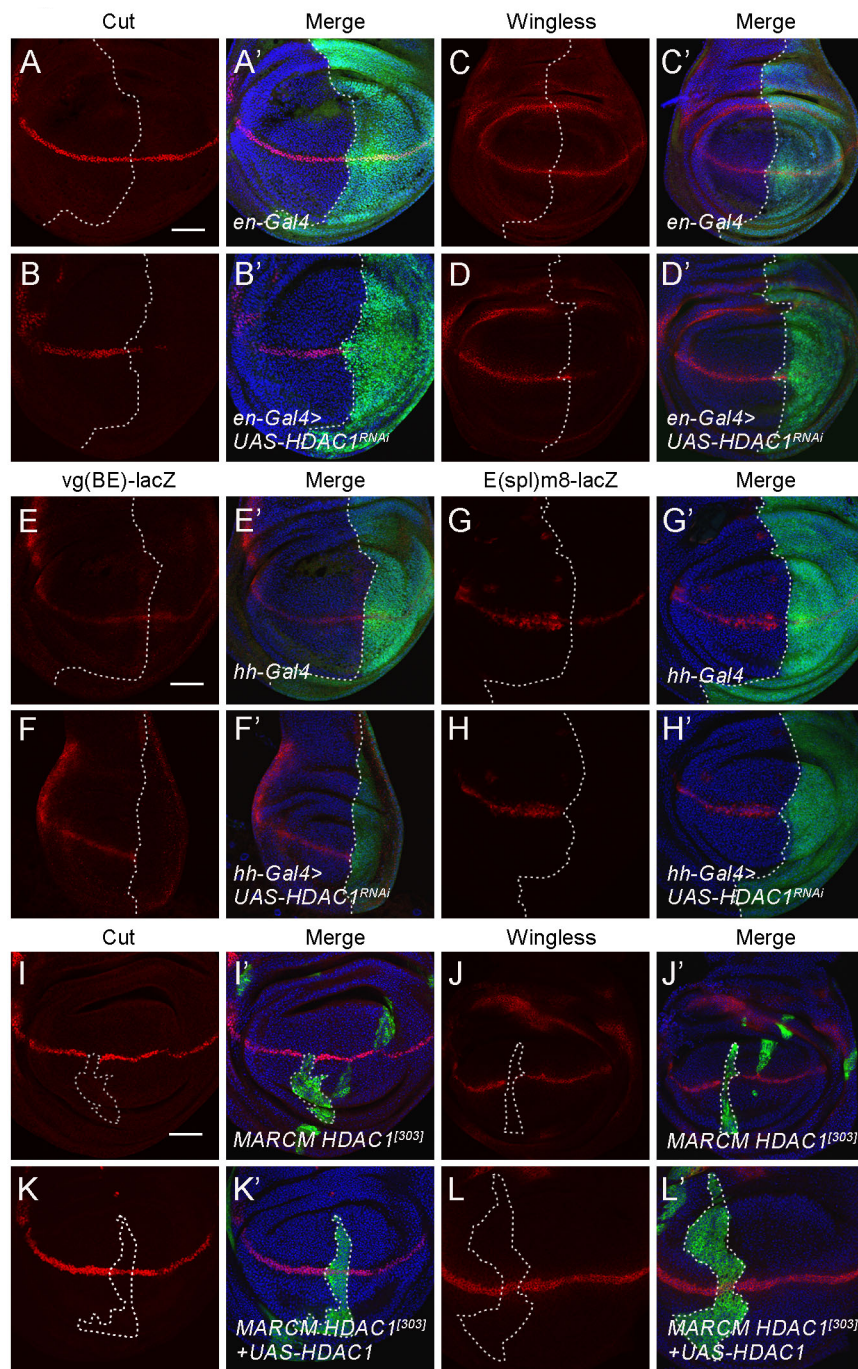 Cut Merge Wingless Merge
A A’ C C’
en-Gal4 en-Gal4
B B’ D D’
en-Gal4> en-Gal4>
UAS-HDAC1RNAi UAS-HDAC1RNAi
vg(BE)-lacZ Merge E(spl)m8-lacZ Merge
E E’ G G’
hh-Gal4 hh-Gal4
F F’ H H’
hh-Gal4> hh-Gal4>
UAS-HDAC1RNAi UAS-HDAC1RNAi
Cut Merge Wingless Merge
I I’ J J’
MARCM HDAC1[303] MARCM HDAC1[303]
K K’ L L’
MARCM HDAC1[303] MARCM HDAC1[303]
+UAS-HDAC1 +UAS-HDAC1